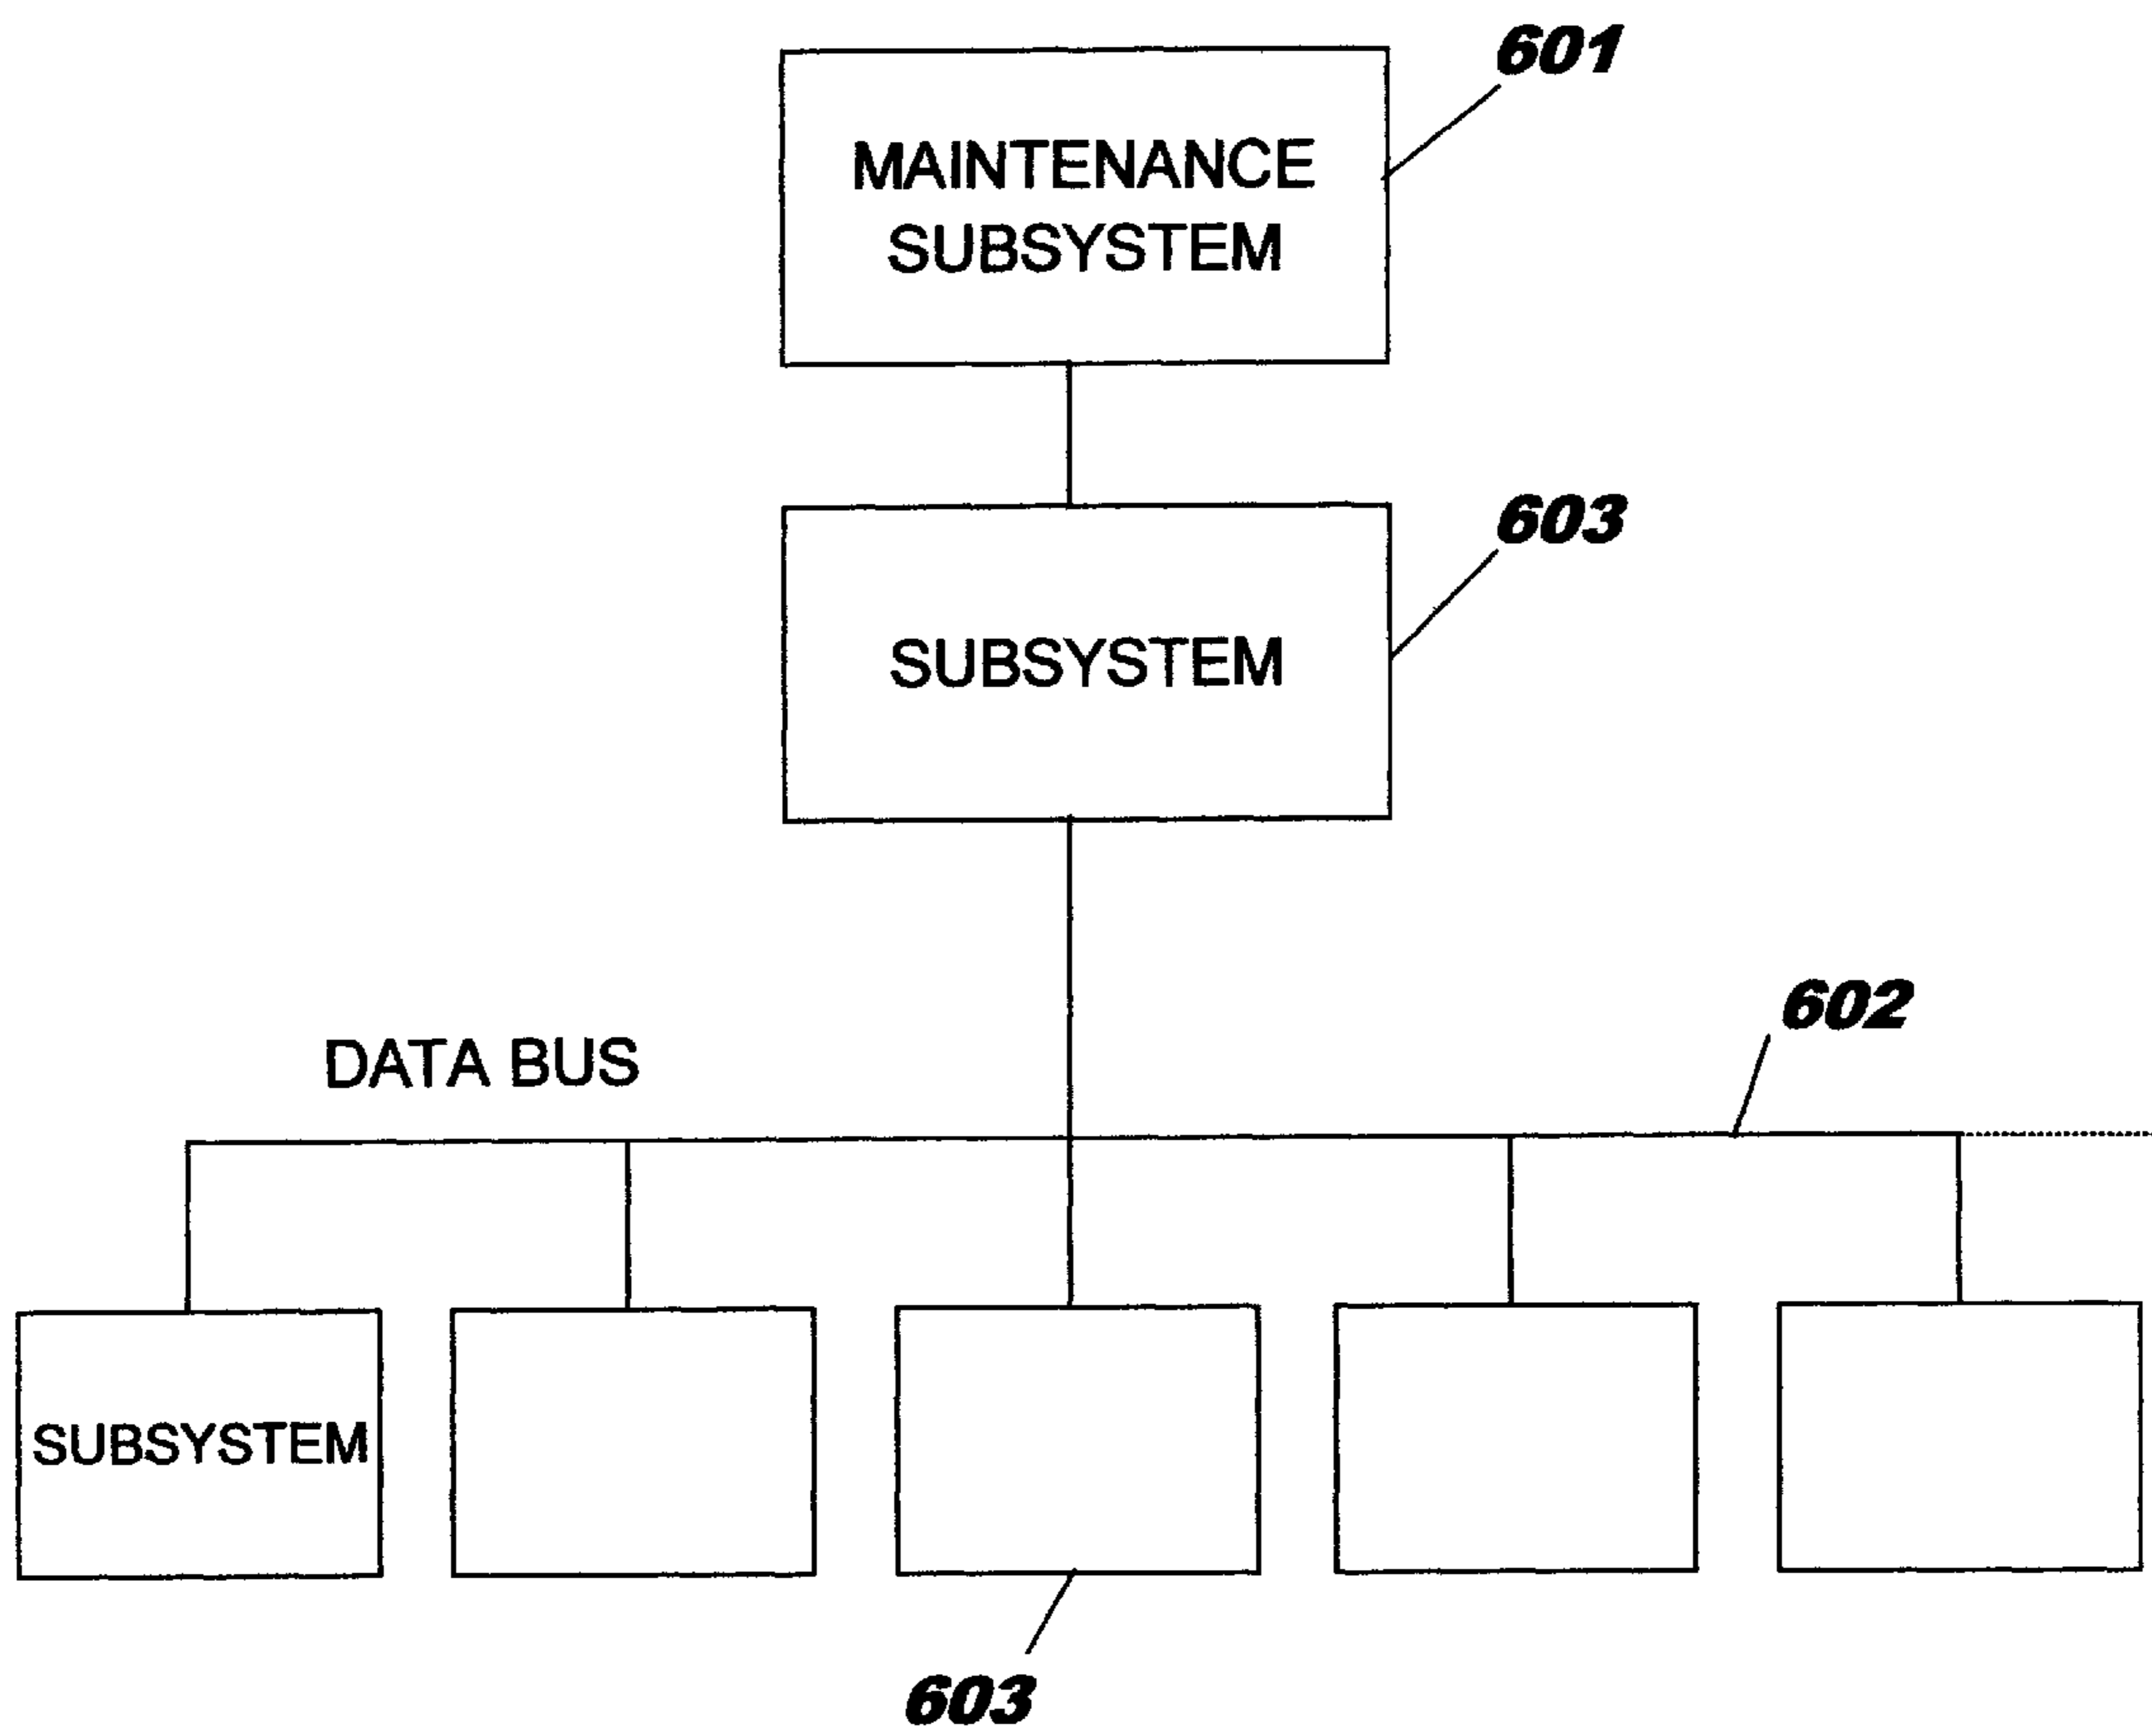 601
MAINTENANCE
SUBSYSTEM
603
SUBSYSTEM
602
DATA BUS
SUBSYSTEM
603